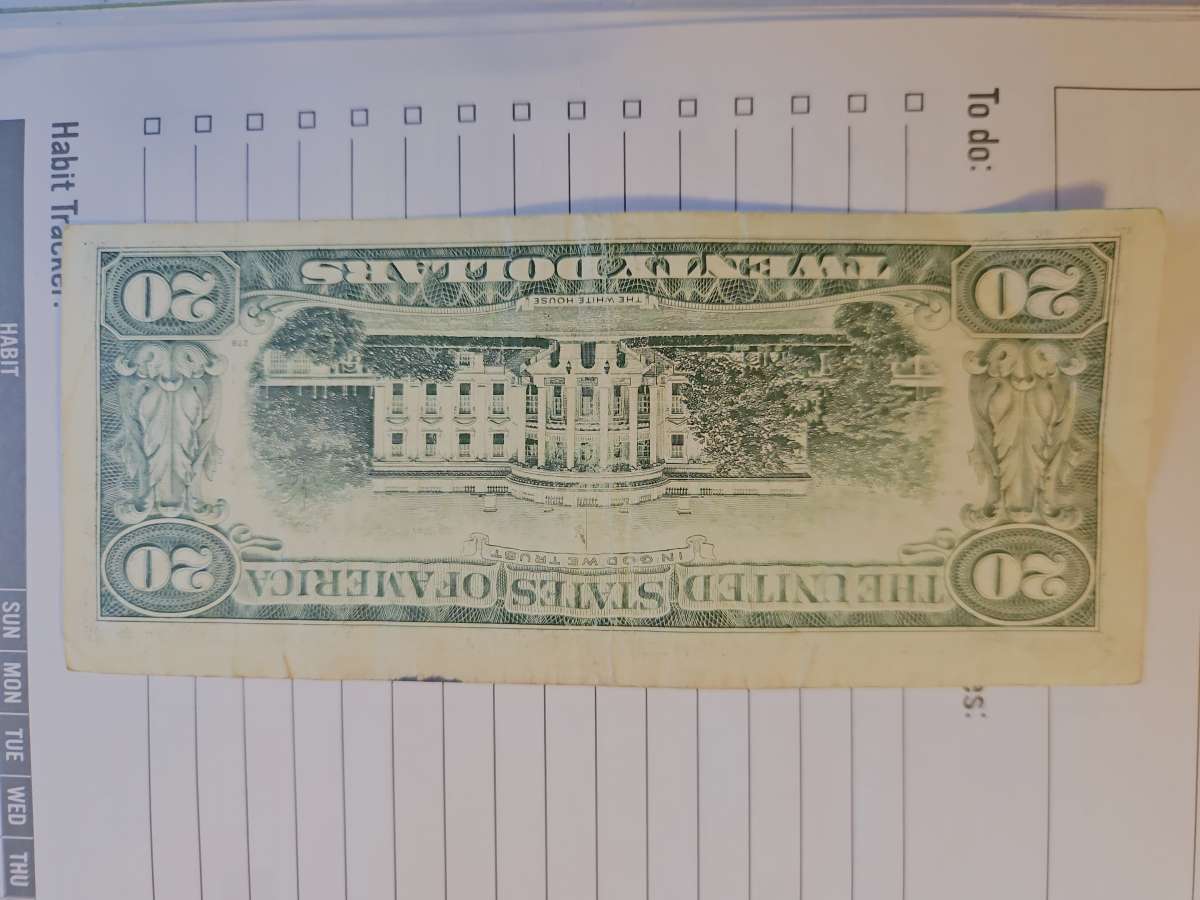 To do:
es:
Habit Tracker:
HABIT
SUN
MON
TUE
WED
THU
20 THE UNITED STATES OF AMERICA 20
IN GOD WE TRUST
THE WHITE HOUSE
20 TWENTY DOLLARS 20